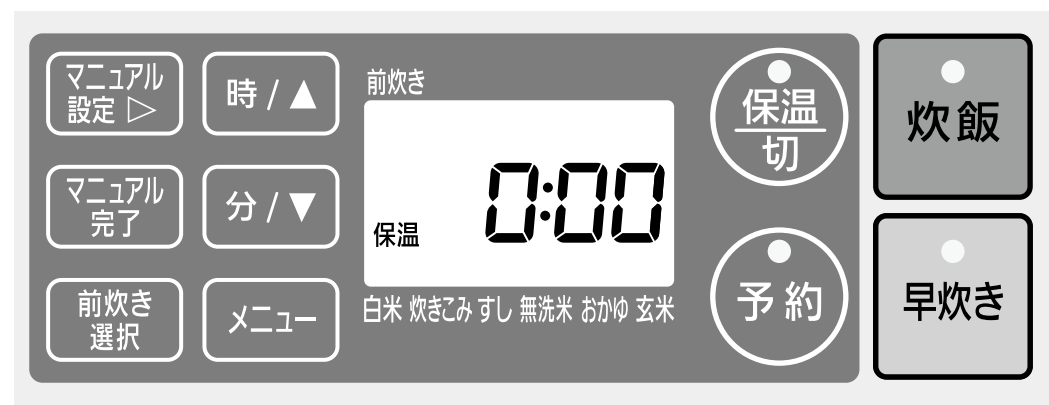 マニュアル
設定 ▷
時 / ▲
前炊き
保温
切
炊飯
マニュアル
完了
分 / ▼
0:00
保温
前炊き
選択
メニュー
白米 炊きこみ すし 無洗米 おかゆ 玄米
予約
早炊き